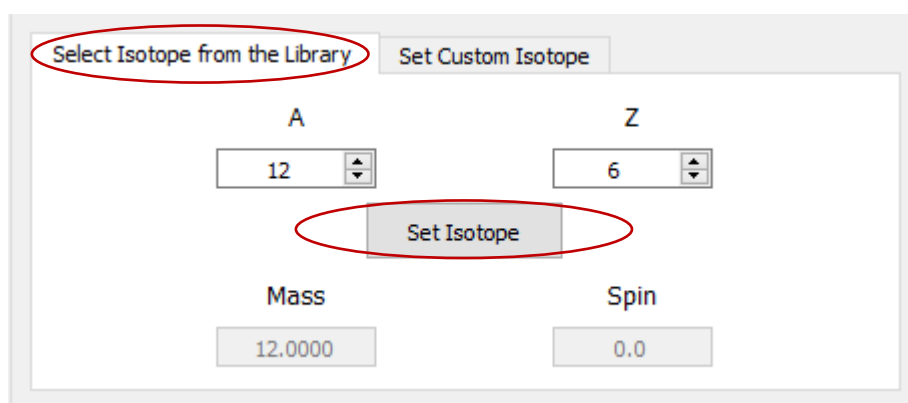 Select Isotope from the Library Set Custom Isotope
A Z
12 6
Set Isotope
Mass Spin
12.0000 0.0